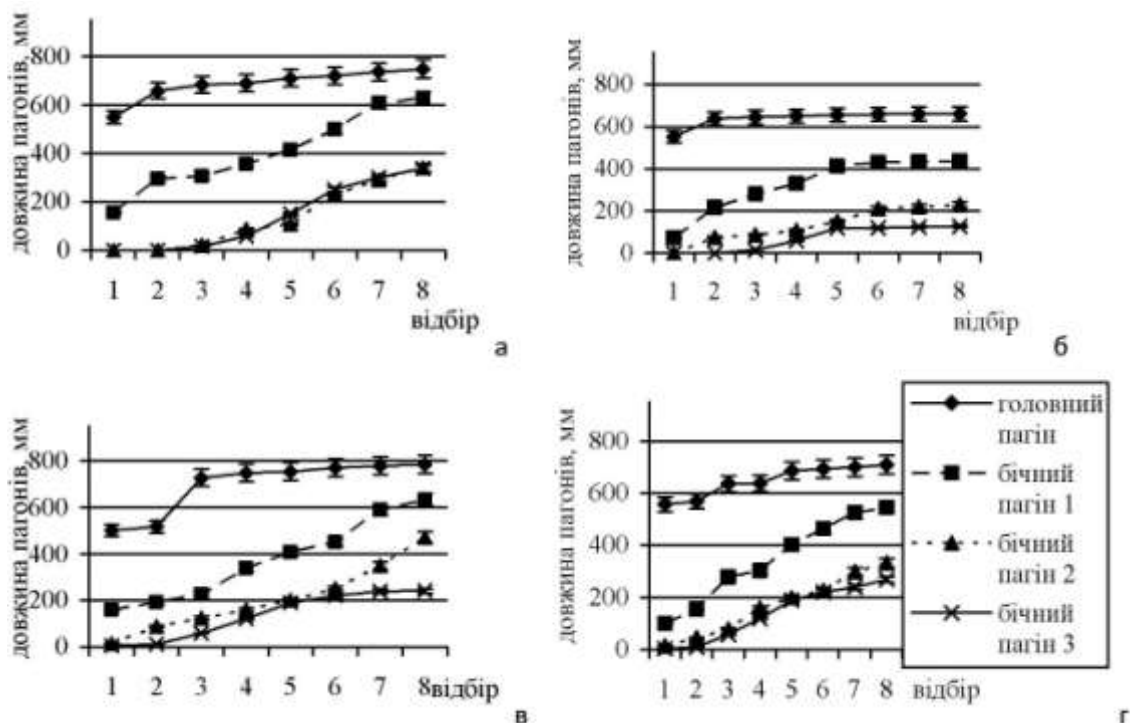 довжина пагонів, мм
800
600
400
200
0
1 2 3 4 5 6 7 8
відбір
а
довжина пагонів, мм
800
600
400
200
0
1 2 3 4 5 6 7 8
відбір
б
довжина пагонів, мм
800
600
400
200
0
1 2 3 4 5 6 7 8відбір
в
довжина пагонів, мм
800
600
400
200
0
1 2 3 4 5 6 7 8 відбір
г
головний
пагін
бічний
пагін 1
бічний
пагін 2
бічний
пагін 3